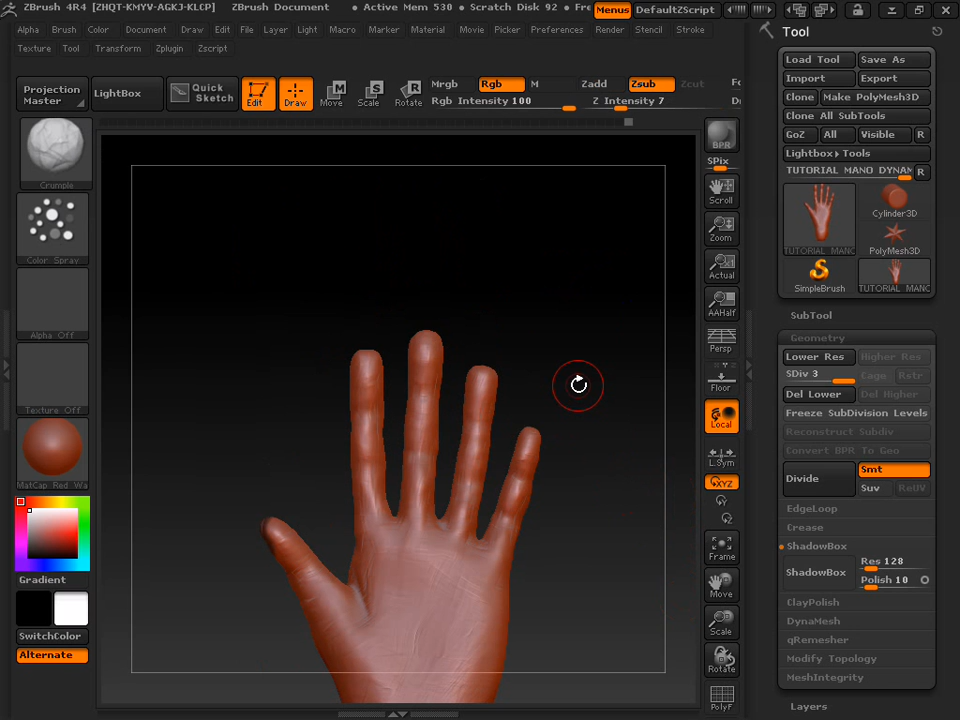 ZBrush 4R4 [ZHQT-KMYV-AGKJ-KLCP] ZBrush Document • Active Mem 530 • Scratch Disk 92 • Fre Menus DefaultZScript
Alpha Brush Color Document Draw Edit File Layer Light Macro Marker Material Movie Picker Preferences Render Stencil Stroke
Texture Tool Transform Zplugin Zscript
Projection Master
LightBox
Quick Sketch
Edit Draw Move Scale Rotate
Mrgb Rgb M Zadd Zsub Zcut Fo
Rgb Intensity 100 Z Intensity 7
Crumple
Color Spray
Alpha Off
Texture Off
MatCap Red Wa
Gradient
SwitchColor
Alternate
BPR
SPix
Scroll
Zoom
Actual
AAHalf
Persp
Floor
Local
L.Sym
XYZ
Y
Z
Frame
Move
Scale
Rotate
PolyF
Tool
Load Tool Save As
Import Export
Clone Make PolyMesh3D
Clone All SubTools
GoZ All Visible R
Lightbox▸Tools
TUTORIAL MANO DYNAM R
Cylinder3D
TUTORIAL MANO PolyMesh3D
SimpleBrush TUTORIAL MANO
SubTool
Geometry
Lower Res Higher Res
SDiv 3 Cage Rstr
Del Lower Del Higher
Freeze SubDivision Levels
Reconstruct Subdiv
Convert BPR To Geo
Divide Smt
Suv ReUV
EdgeLoop
Crease
ShadowBox
ShadowBox Res 128
Polish 10
ClayPolish
DynaMesh
qRemesher
Modify Topology
MeshIntegrity
Layers